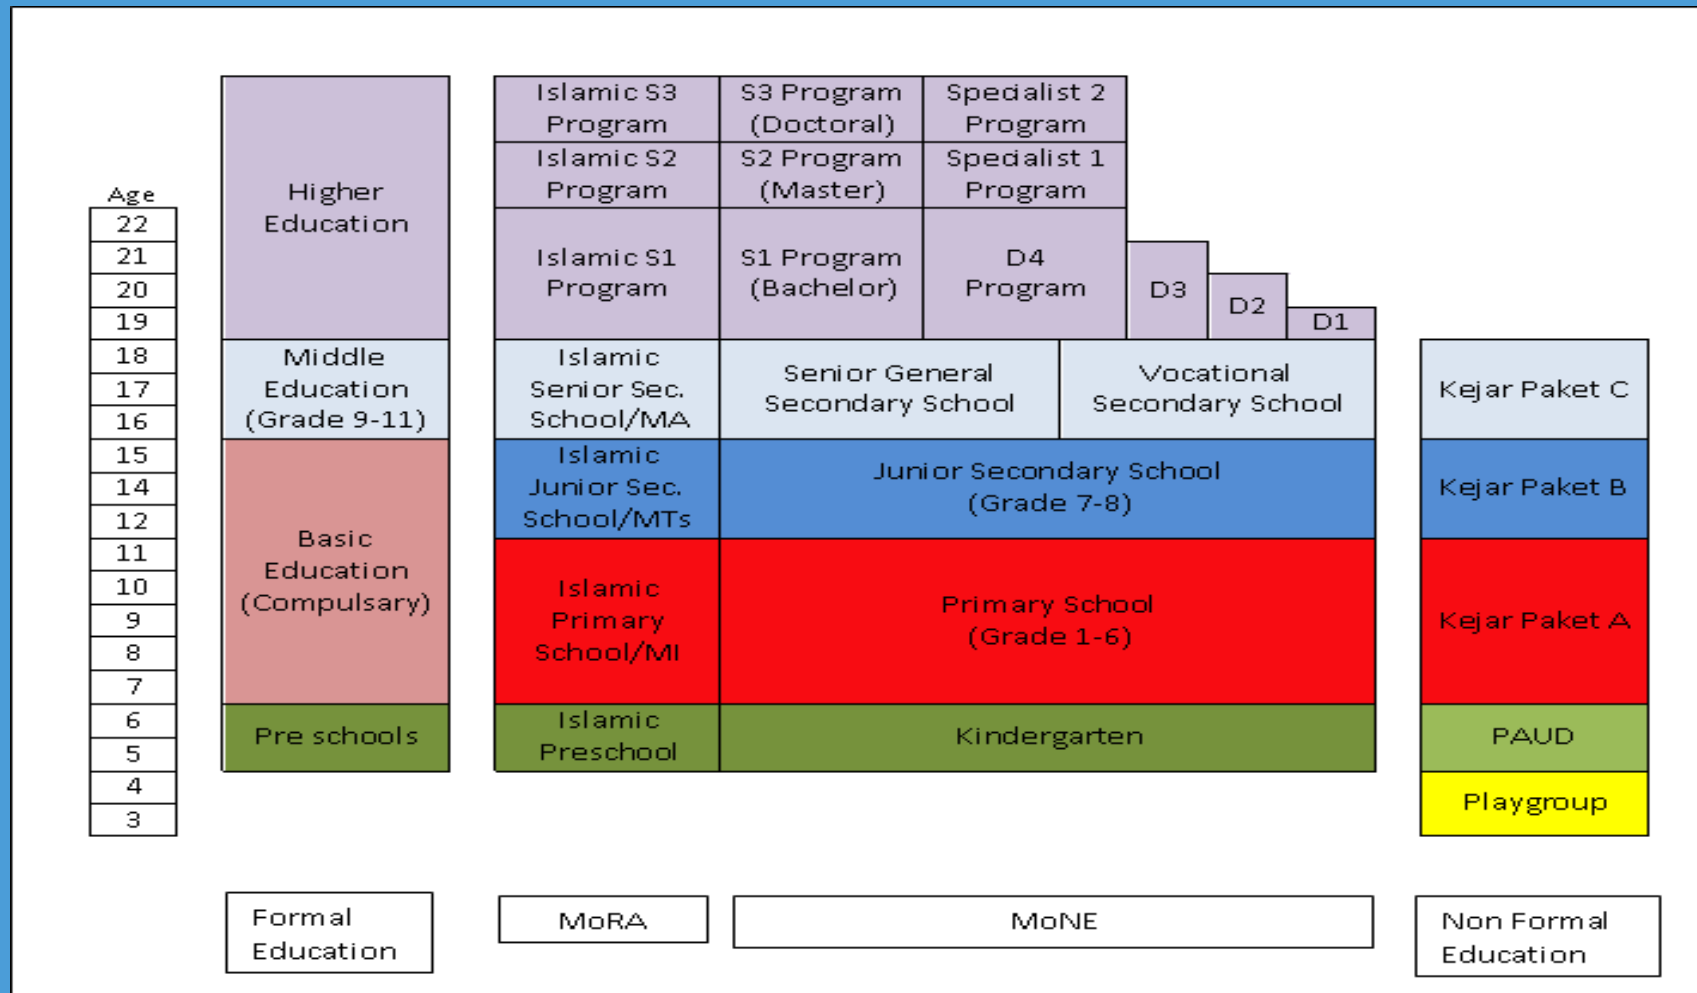 Age
22
21
20
19
18
17
16
15
14
12
11
10
9
8
7
6
5
4
3
Higher
Education
Middle
Education
(Grade 9-11)
Basic
Education
(Compulsary)
Pre schools
Formal
Education
Islamic S3
Program
Islamic S2
Program
Islamic S1
Program
Islamic
Senior Sec.
School/MA
Islamic
Junior Sec.
School/MTs
Islamic
Primary
School/MI
Islamic
Preschool
MoRA
S3 Program
(Doctoral)
Specialist 2
Program
S2 Program
(Master)
Specialist 1
Program
S1 Program
(Bachelor)
D4
Program
D3
D2
D1
Senior General
Secondary School
Vocational
Secondary School
Junior Secondary School
(Grade 7-8)
Primary School
(Grade 1-6)
Kindergarten
MoNE
Kejar Paket C
Kejar Paket B
Kejar Paket A
PAUD
Playgroup
Non Formal
Education